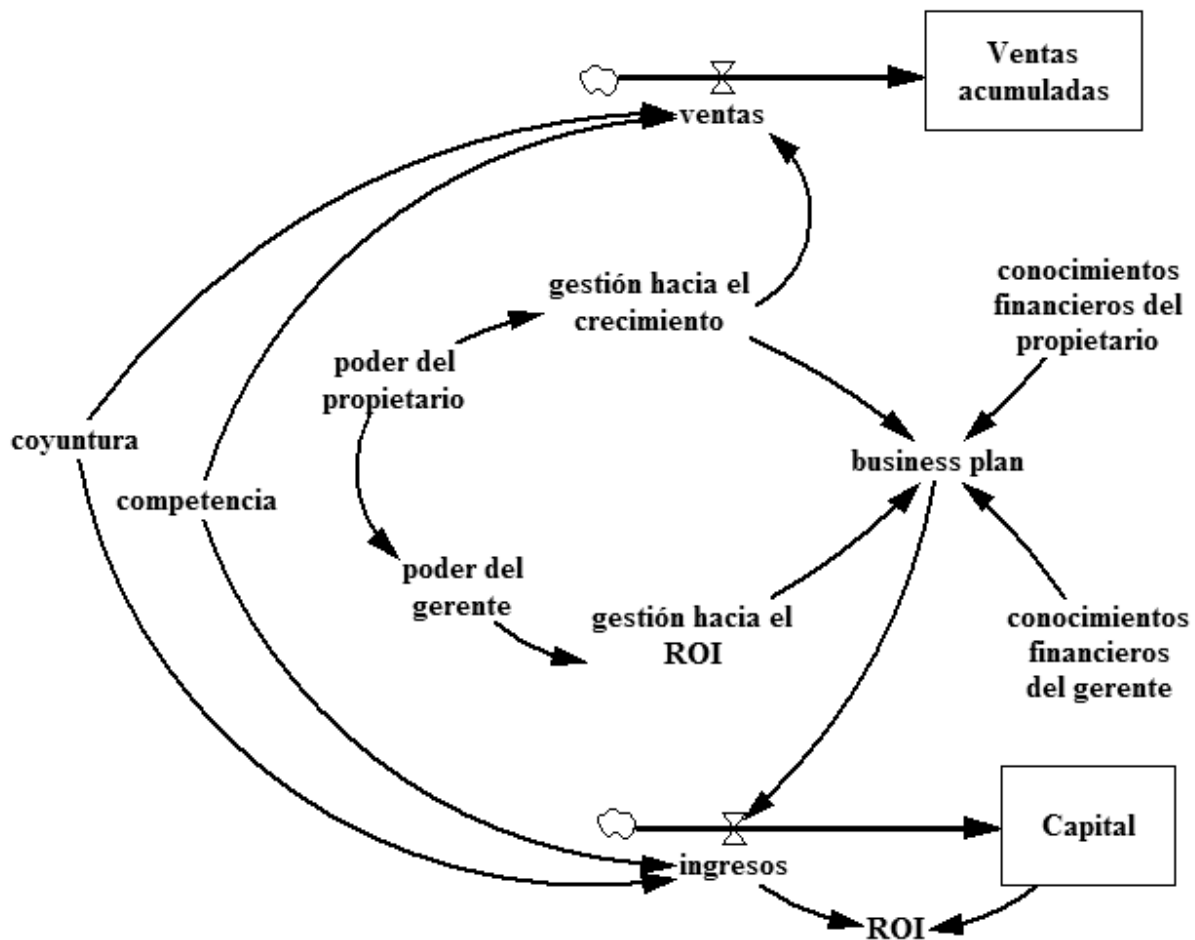 Ventas
acumuladas
ventas
gestión hacia el
crecimiento
conocimientos
financieros del
propietario
poder del
propietario
coyuntura
competencia
business plan
poder del
gerente
gestión hacia el
ROI
conocimientos
financieros
del gerente
Capital
ingresos
ROI